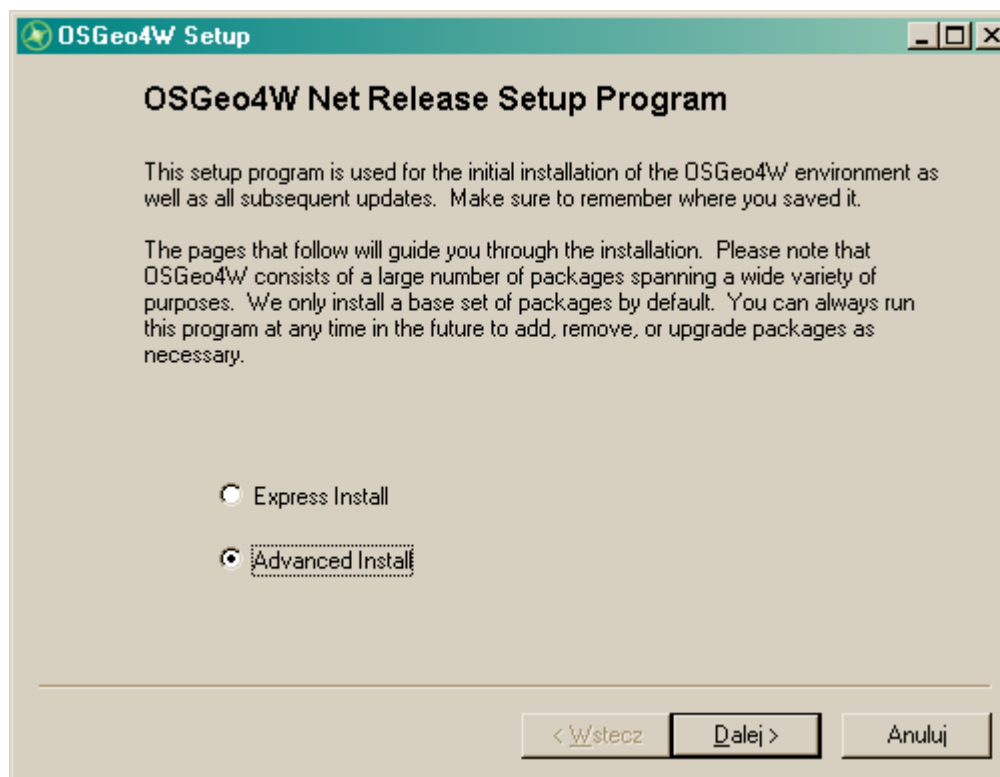 OSGeo4W Setup
OSGeo4W Net Release Setup Program
This setup program is used for the initial installation of the OSGeo4W environment as
well as all subsequent updates.  Make sure to remember where you saved it.
The pages that follow will guide you through the installation.  Please note that
OSGeo4W consists of a large number of packages spanning a wide variety of
purposes.  We only install a base set of packages by default.  You can always run
this program at any time in the future to add, remove, or upgrade packages as
necessary.
Express Install
Advanced Install
< Wstecz
Dalej >
Anuluj